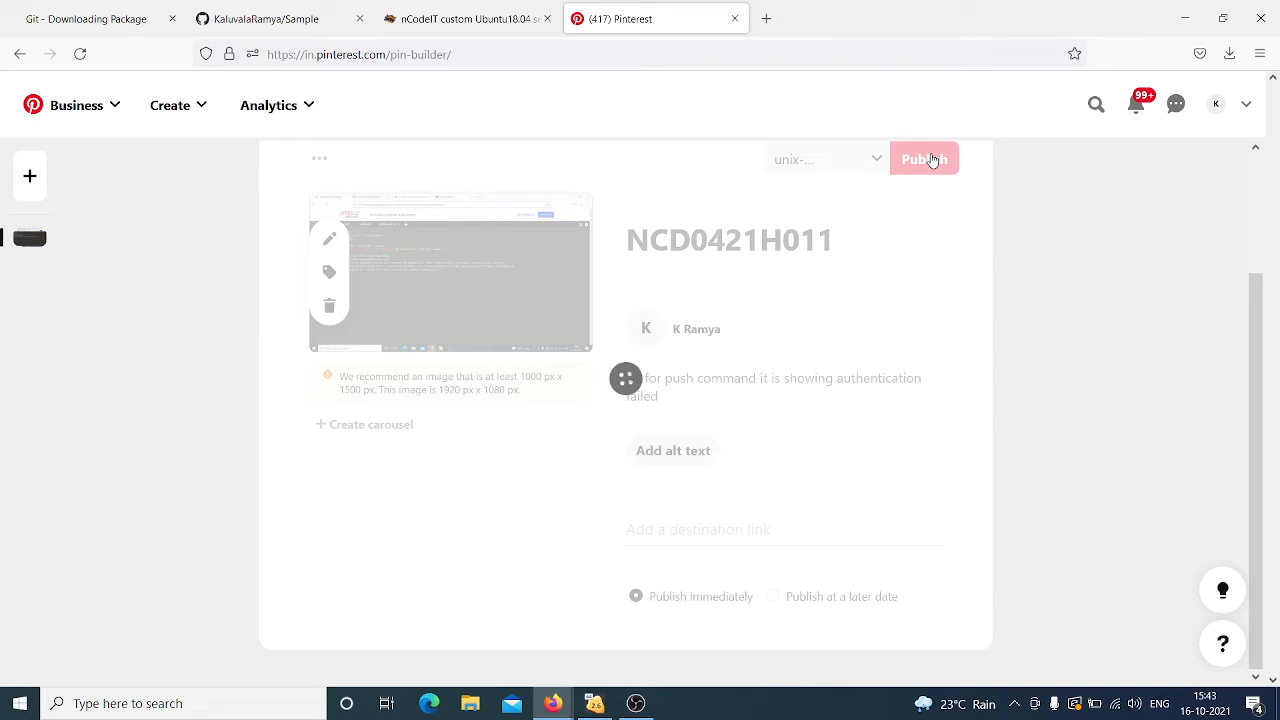 Git - Downloading Package
KaluvalaRamya/Sample
nCodeIT custom Ubuntu18.04 se
(417) Pinterest
https://in.pinterest.com/pin-builder/
Business
Create
Analytics
99+
K
unix-...
Publish
NCD0421H011
K
K Ramya
for push command it is showing authentication
failed
We recommend an image that is at least 1000 px x
1500 px. This image is 1920 px x 1080 px.
+ Create carousel
Add alt text
Add a destination link
Publish immediately
Publish at a later date
?
Type here to search
23°C Rain
ENG
15:43
16-10-2021